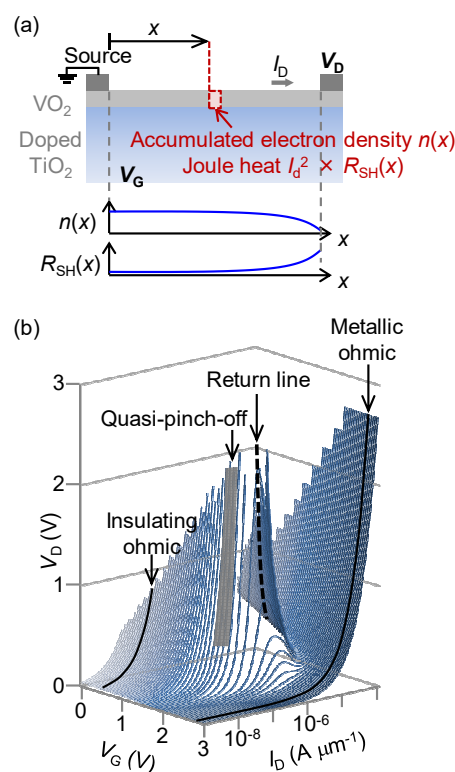 (a)
x
Source
I_D
V_D
VO₂
Doped
TiO₂
Accumulated electron density n(x)
Joule heat I_d² × R_SH(x)
V_G
n(x)
x
R_SH(x)
x
(b)
Metallic
ohmic
Return line
Quasi-pinch-off
Insulating
ohmic
3
2
1
0
V_D (V)
0
1
2
3
V_G (V)
10⁻⁸
10⁻⁶
I_D (A μm⁻¹)